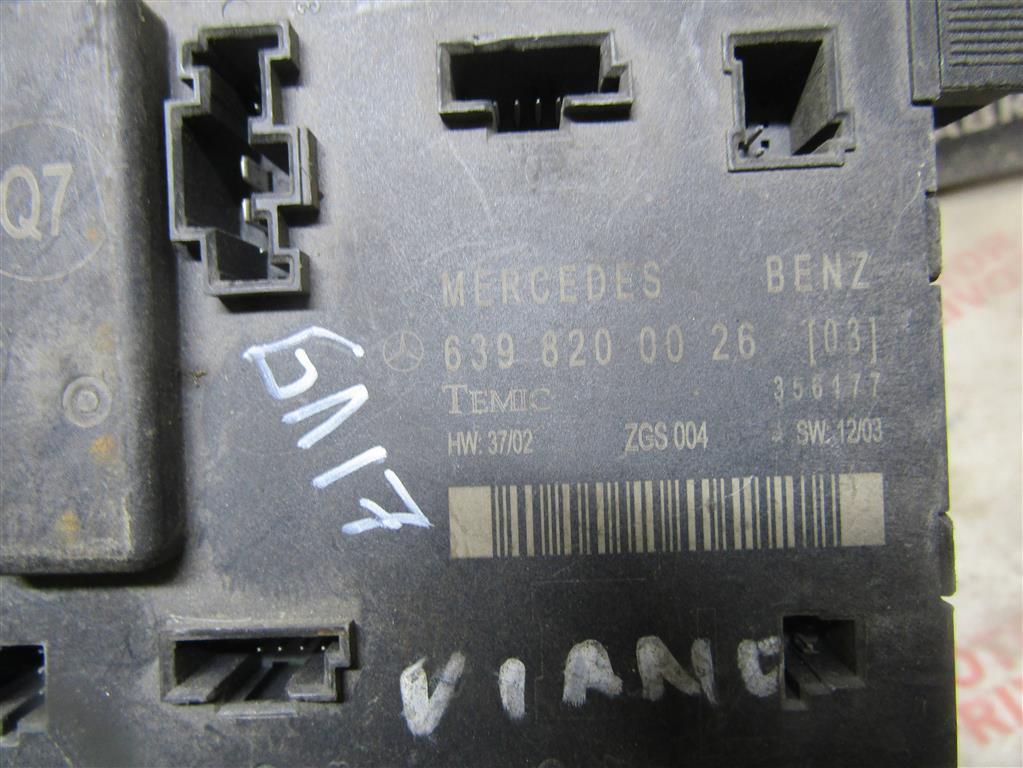 Q7
MERCEDES BENZ
639 820 00 26 [03]
TEMIC 356177
HW. 37/02 ZGS 004 SW. 12/03
VIANO